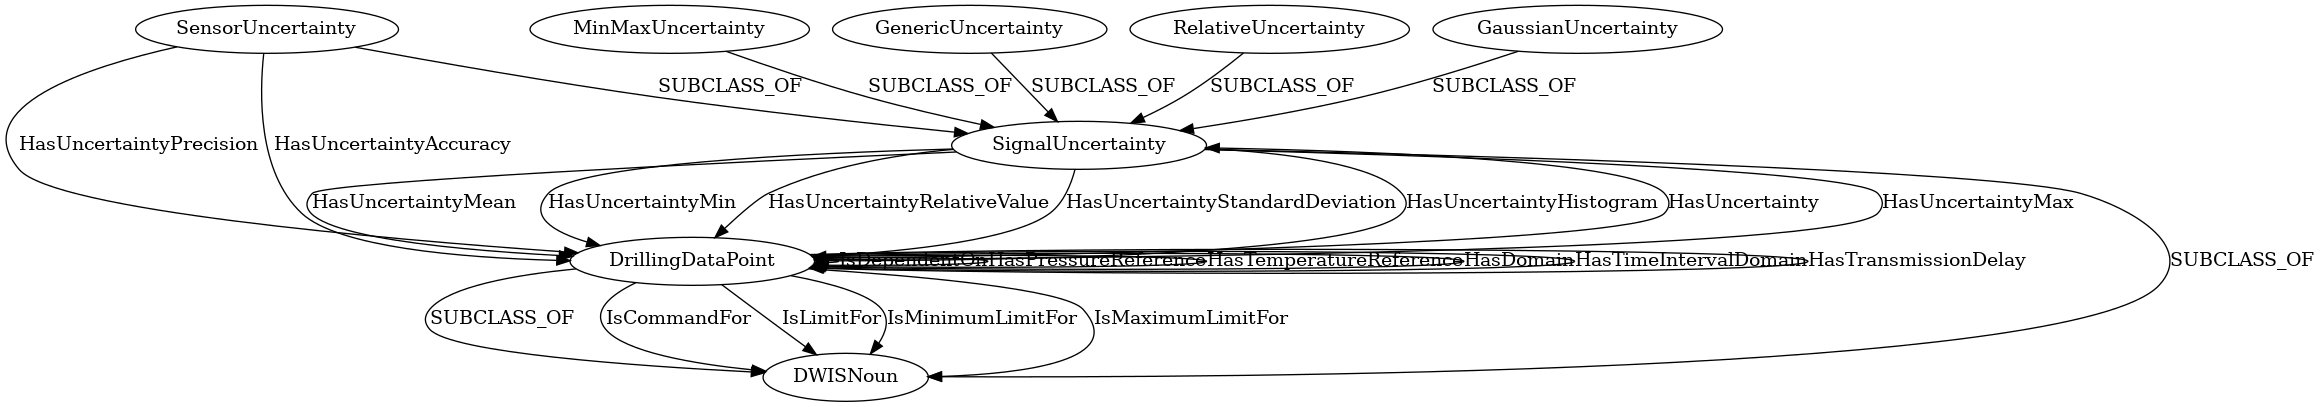 SensorUncertainty
MinMaxUncertainty
GenericUncertainty
RelativeUncertainty
GaussianUncertainty
SUBCLASS_OF
SUBCLASS_OF
SUBCLASS_OF
SUBCLASS_OF
SUBCLASS_OF
HasUncertaintyPrecision
HasUncertaintyAccuracy
SignalUncertainty
HasUncertaintyMean
HasUncertaintyMin
HasUncertaintyRelativeValue
HasUncertaintyStandardDeviation
HasUncertaintyHistogram
HasUncertainty
HasUncertaintyMax
DrillingDataPoint
IsDependentOn
HasPressureReference
HasTemperatureReference
HasDomain
HasTimeIntervalDomain
HasTransmissionDelay
SUBCLASS_OF
SUBCLASS_OF
IsCommandFor
IsLimitFor
IsMinimumLimitFor
IsMaximumLimitFor
DWISNoun